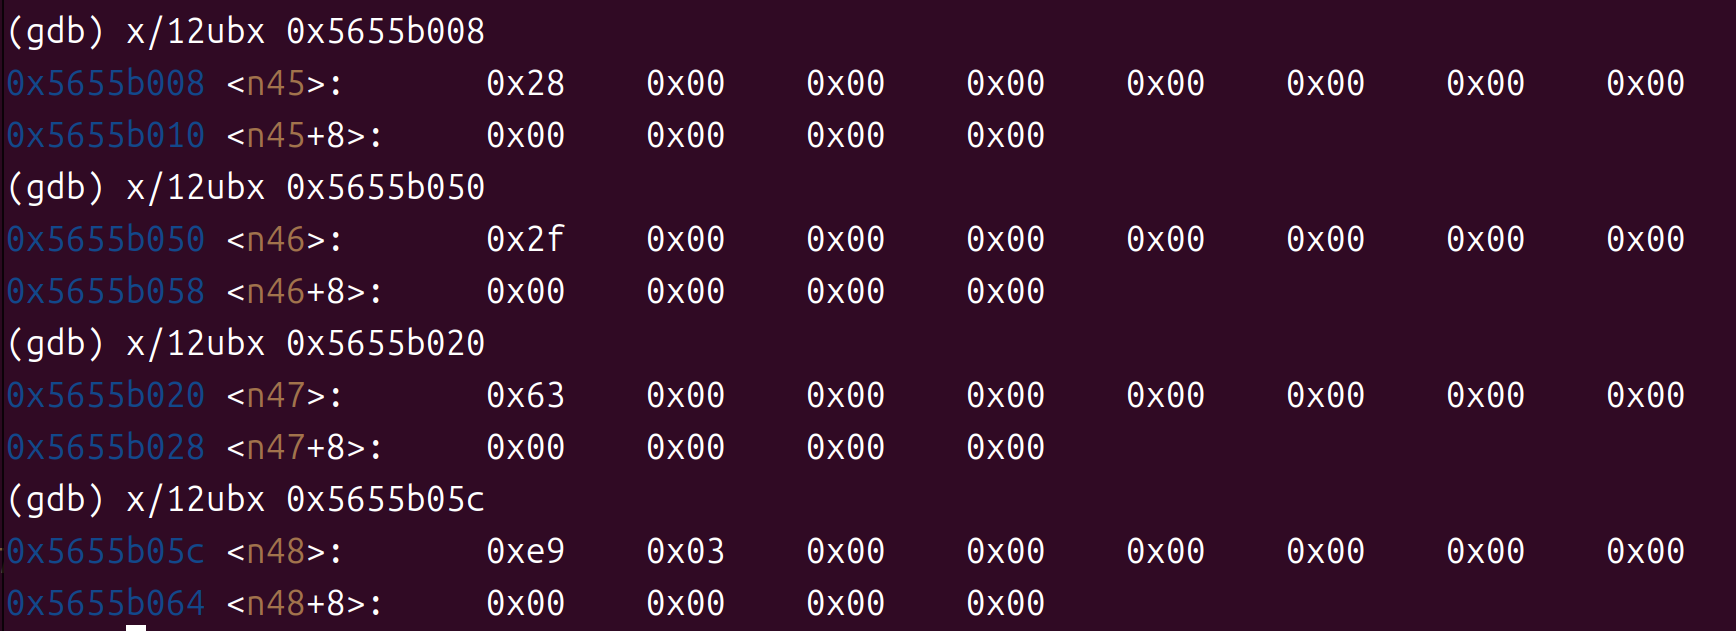 (gdb) x/12ubx 0x5655b008
0x5655b008 <n45>: 0x28 0x00 0x00 0x00 0x00 0x00 0x00 0x00
0x5655b010 <n45+8>: 0x00 0x00 0x00 0x00
(gdb) x/12ubx 0x5655b050
0x5655b050 <n46>: 0x2f 0x00 0x00 0x00 0x00 0x00 0x00 0x00
0x5655b058 <n46+8>: 0x00 0x00 0x00 0x00
(gdb) x/12ubx 0x5655b020
0x5655b020 <n47>: 0x63 0x00 0x00 0x00 0x00 0x00 0x00 0x00
0x5655b028 <n47+8>: 0x00 0x00 0x00 0x00
(gdb) x/12ubx 0x5655b05c
0x5655b05c <n48>: 0xe9 0x03 0x00 0x00 0x00 0x00 0x00 0x00
0x5655b064 <n48+8>: 0x00 0x00 0x00 0x00